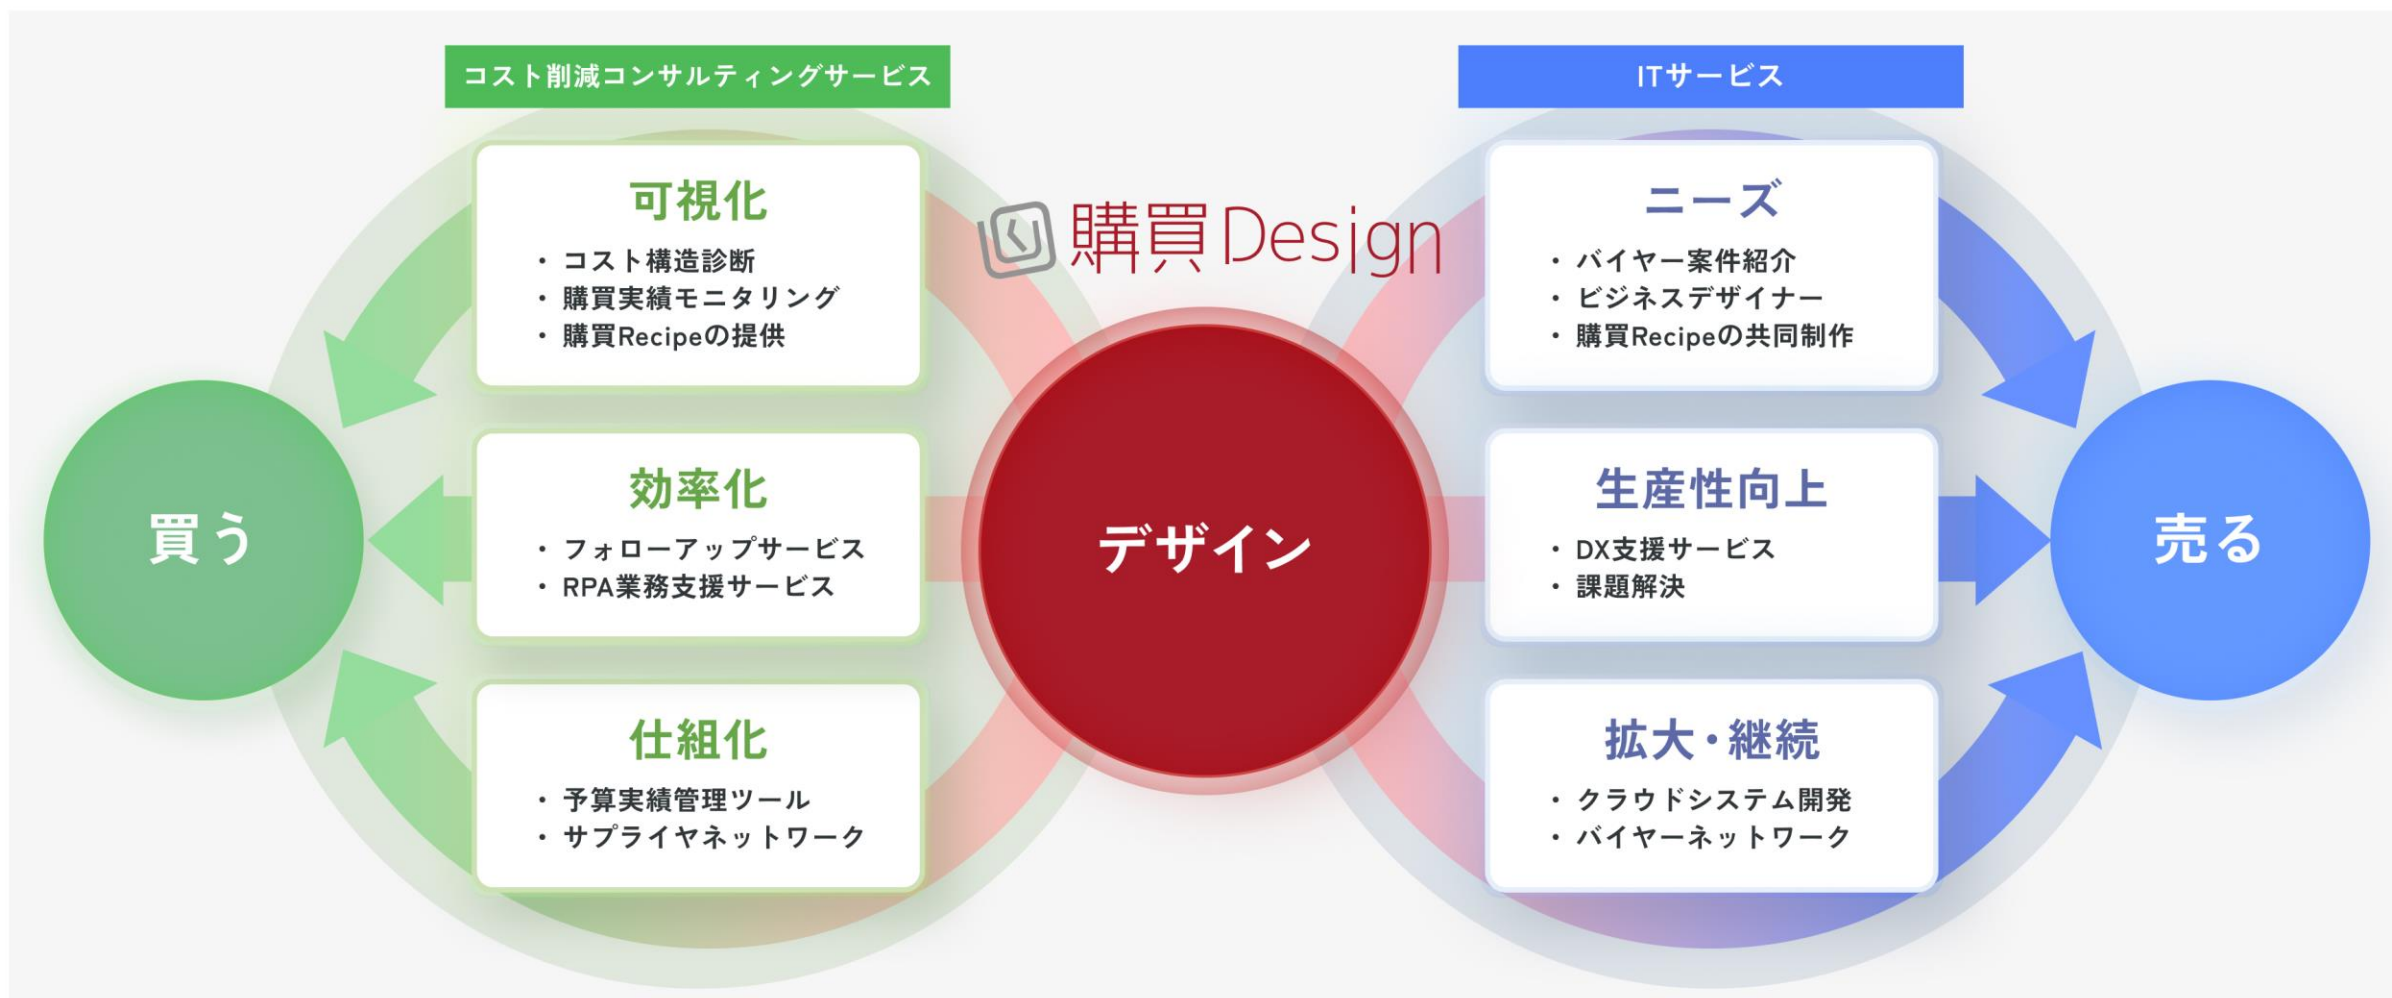 コスト削減コンサルティングサービス
可視化
・コスト構造診断
・購買実績モニタリング
・購買Recipeの提供
効率化
・フォローアップサービス
・RPA業務支援サービス
仕組化
・予算実績管理ツール
・サプライヤネットワーク
買う
購買Design
デザイン
ITサービス
ニーズ
・バイヤー案件紹介
・ビジネスデザイナー
・購買Recipeの共同制作
生産性向上
・DX支援サービス
・課題解決
拡大・継続
・クラウドシステム開発
・バイヤーネットワーク
売る